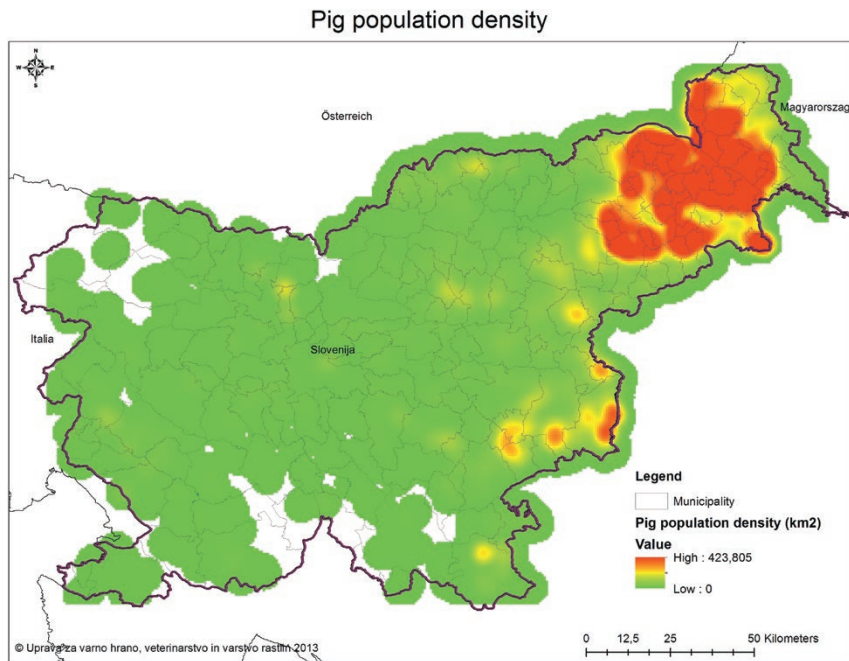 Pig population density
N
W E
S
Österreich
Magyarország
Italia
Slovenija
Legend
Municipality
Pig population density (km2)
Value
High : 423,805
Low : 0
© Uprava za varno hrano, veterinarstvo in varstvo rastlin 2013
0 12,5 25 50 Kilometers